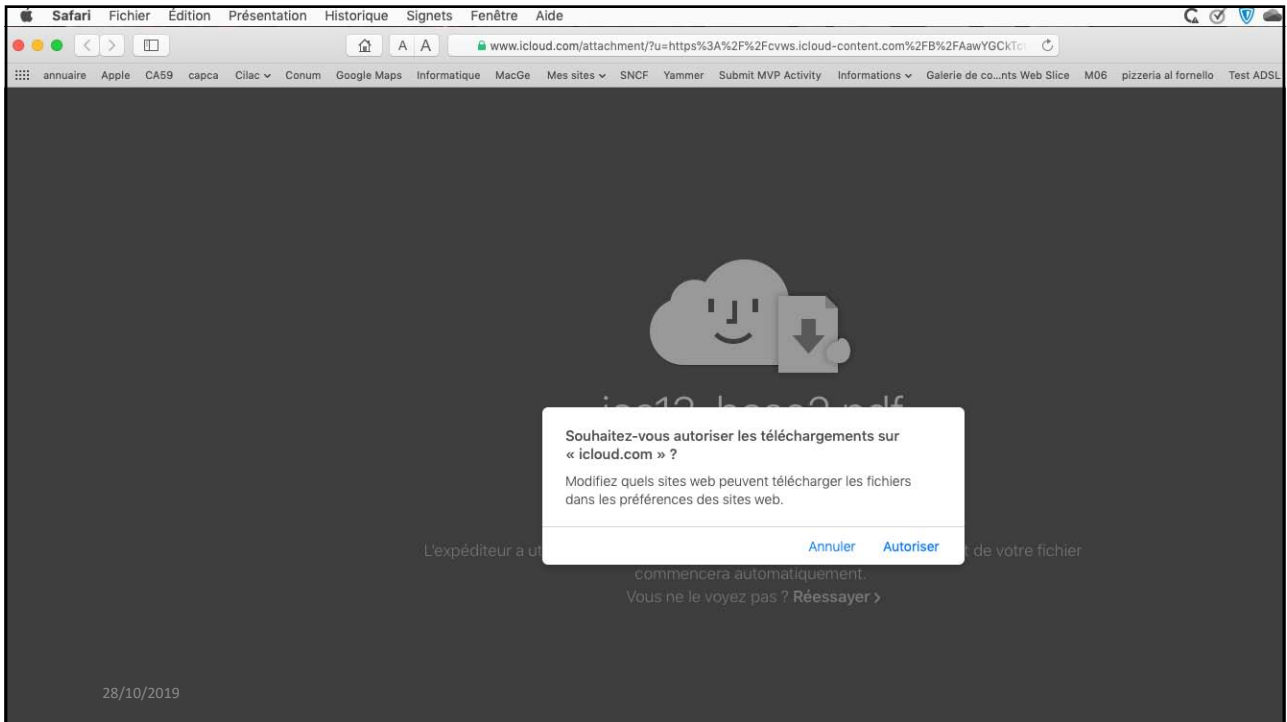 Safari Fichier Édition Présentation Historique Signets Fenêtre Aide
A A www.icloud.com/attachment/?u=https%3A%2F%2Fcvws.icloud-content.com%2FB%2FAawYGCkTc
annuaire Apple CA59 capca Cilac Conum Google Maps Informatique MacGe Mes sites SNCF Yammer Submit MVP Activity Informations Galerie de co...nts Web Slice M06 pizzeria al fornello Test ADSL
Souhaitez-vous autoriser les téléchargements sur
« icloud.com » ?
Modifiez quels sites web peuvent télécharger les fichiers
dans les préférences des sites web.
Annuler Autoriser
L'expéditeur a ut t de votre fichier
commencera automatiquement.
Vous ne le voyez pas ? Réessayer >
28/10/2019